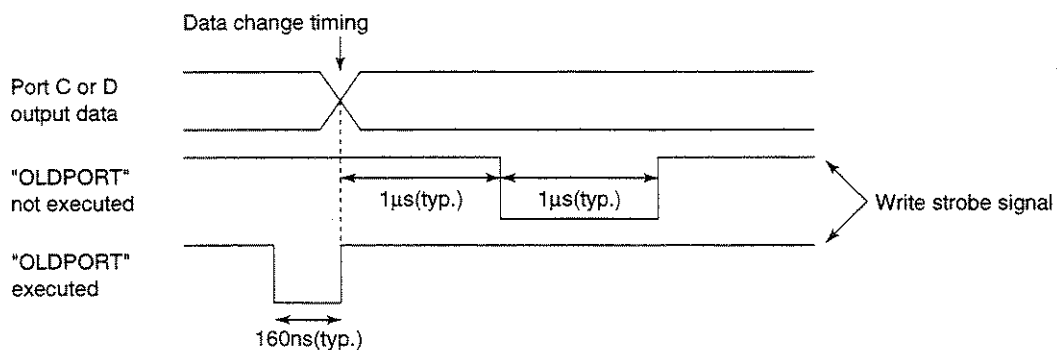 Data change timing
Port C or D
output data
"OLDPORT"
not executed
1µs(typ.)
1µs(typ.)
Write strobe signal
"OLDPORT"
executed
160ns(typ.)